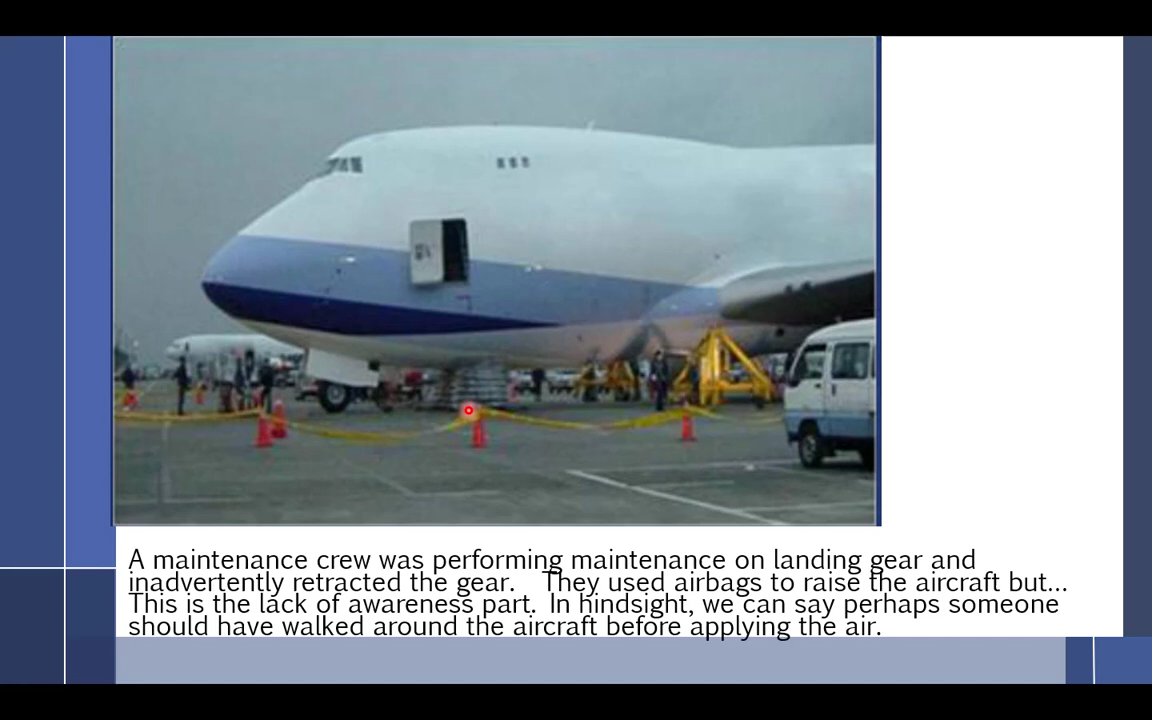 A maintenance crew was performing maintenance on landing gear and
inadvertently retracted the gear. They used airbags to raise the aircraft but...
This is the lack of awareness part. In hindsight, we can say perhaps someone
should have walked around the aircraft before applying the air.